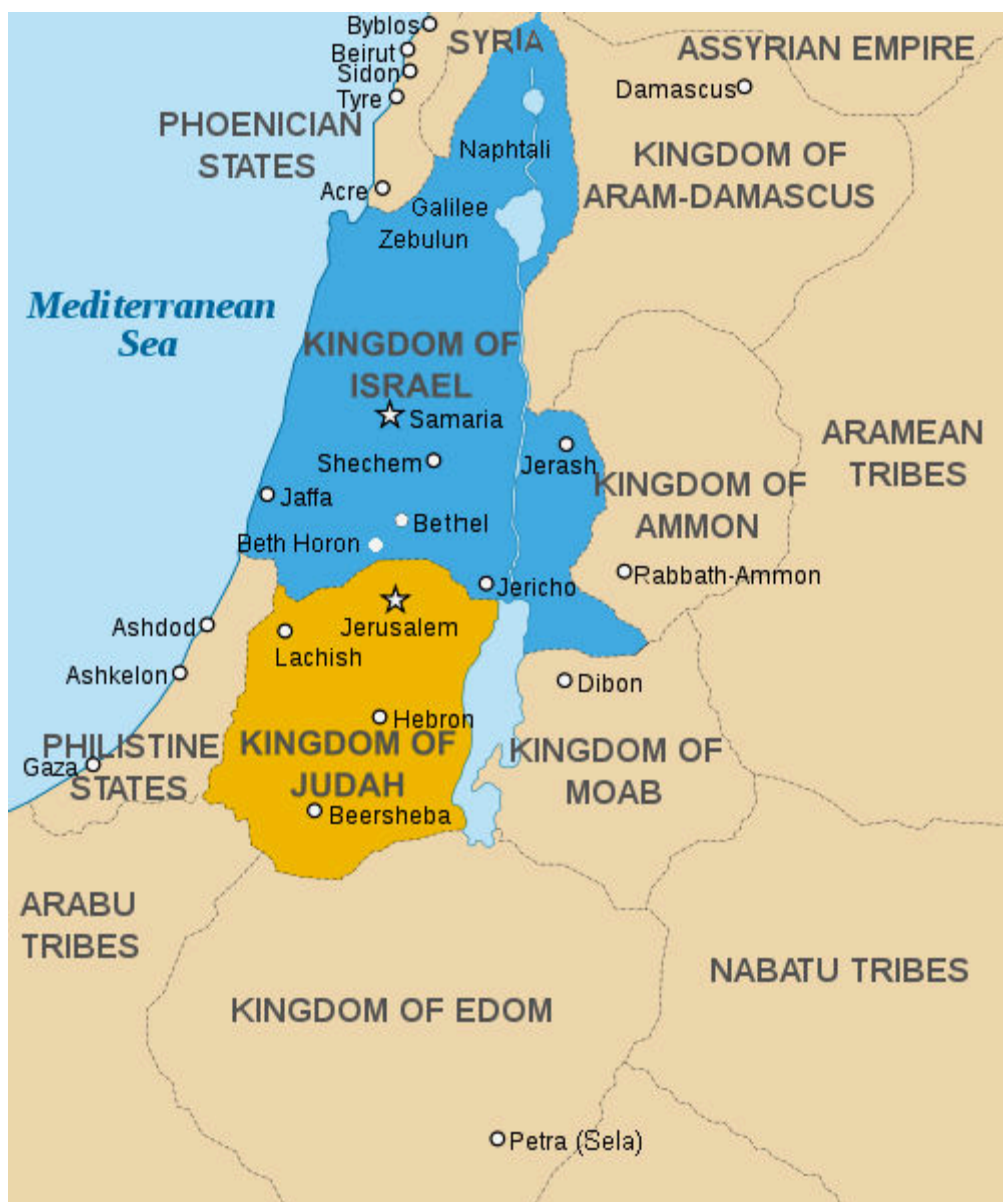 Byblos
SYRIA
ASSYRIAN EMPIRE
Beirut
Sidon
Damascus
Tyre
PHOENICIAN
STATES
Naphtali
KINGDOM OF
ARAM-DAMASCUS
Acre
Galilee
Zebulun
Mediterranean
Sea
KINGDOM OF
ISRAEL
Samaria
ARAMEAN
TRIBES
Shechem
Jerash
KINGDOM OF
AMMON
Jaffa
Bethel
Beth Horon
Jericho
Rabbath-Ammon
Ashdod
Jerusalem
Lachish
Ashkelon
Dibon
Hebron
PHILISTINE
STATES
Gaza
KINGDOM OF
JUDAH
KINGDOM OF
MOAB
Beersheba
ARABU
TRIBES
NABATU TRIBES
KINGDOM OF EDOM
Petra (Sela)